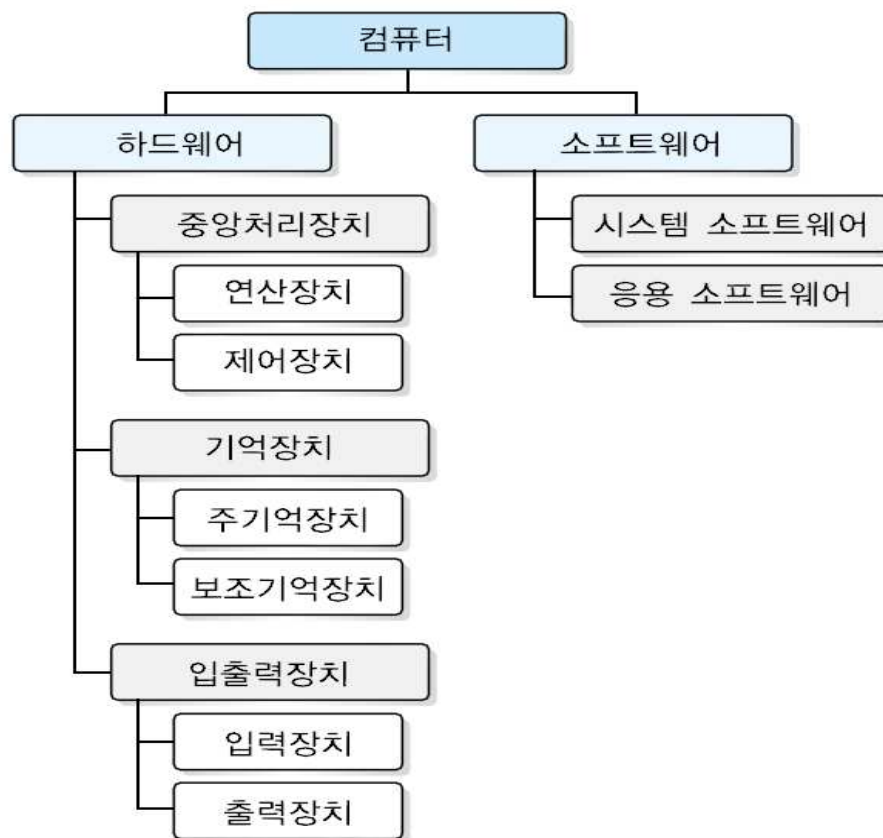 컴퓨터
하드웨어
소프트웨어
중앙처리장치
연산장치
제어장치
기억장치
주기억장치
보조기억장치
입출력장치
입력장치
출력장치
시스템 소프트웨어
응용 소프트웨어